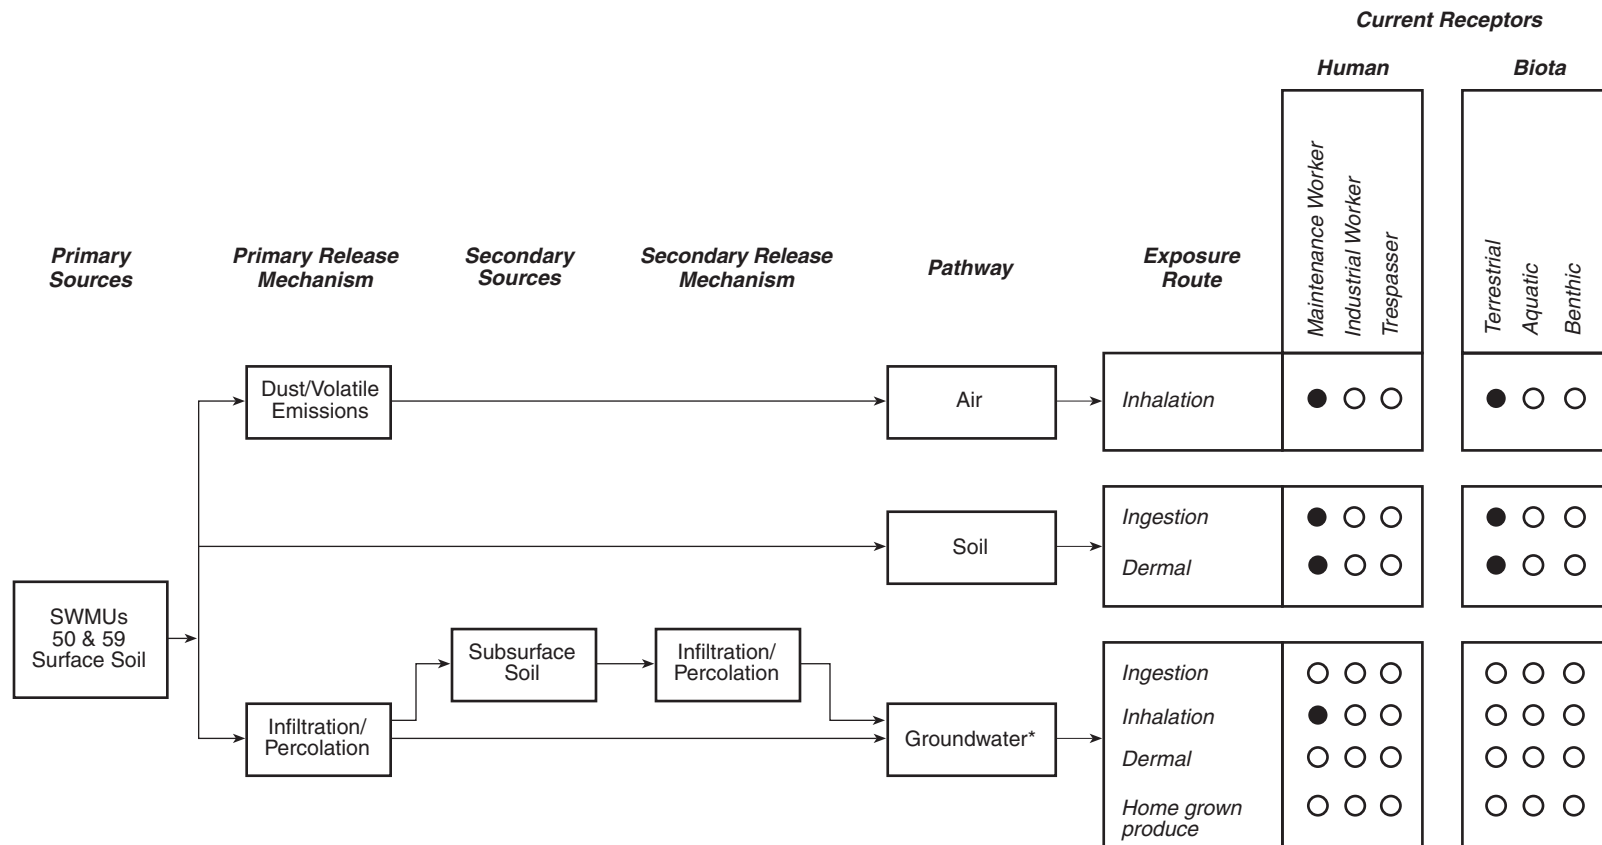 Current Receptors
Human
Biota
Maintenance Worker
Industrial Worker
Trespasser
Terrestrial
Aquatic
Benthic
Primary
Sources
Primary Release
Mechanism
Secondary
Sources
Secondary Release
Mechanism
Pathway
Exposure
Route
Dust/Volatile
Emissions
Air
Inhalation
Soil
Ingestion
Dermal
SWMUs
50 & 59
Surface Soil
Subsurface
Soil
Infiltration/
Percolation
Infiltration/
Percolation
Groundwater*
Ingestion
Inhalation
Dermal
Home grown
produce